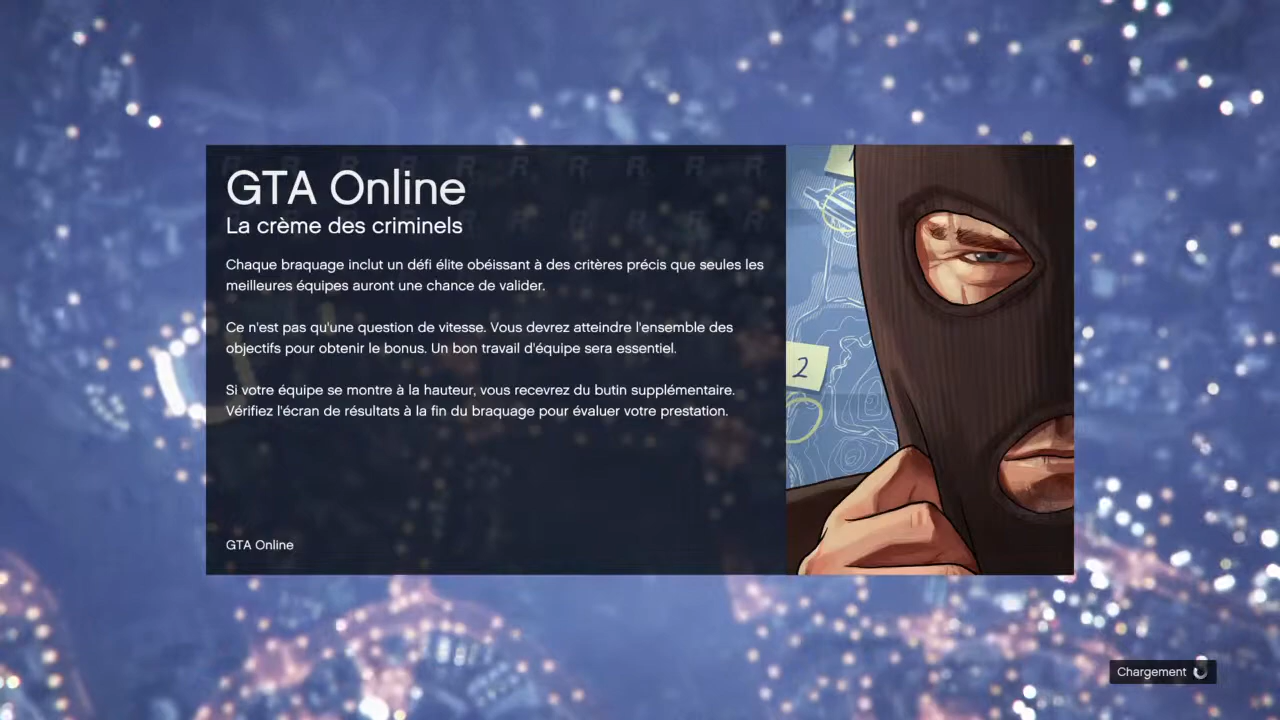 GTA Online
La crème des criminels
Chaque braquage inclut un défi élite obéissant à des critères précis que seules les
meilleures équipes auront une chance de valider.
Ce n'est pas qu'une question de vitesse. Vous devrez atteindre l'ensemble des
objectifs pour obtenir le bonus. Un bon travail d'équipe sera essentiel.
Si votre équipe se montre à la hauteur, vous recevrez du butin supplémentaire.
Vérifiez l'écran de résultats à la fin du braquage pour évaluer votre prestation.
2
GTA Online
Chargement